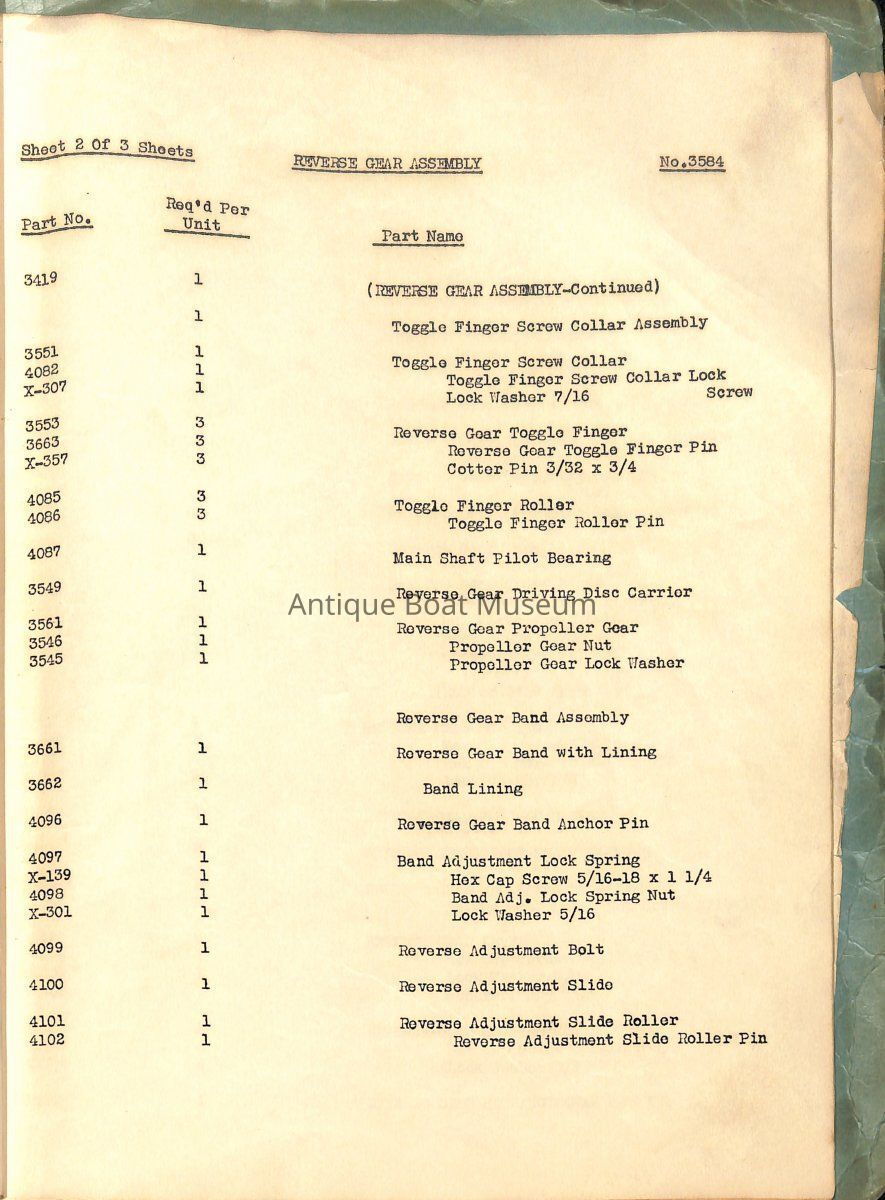 Sheet 2 Of 3 Sheets REVERSE GEAR ASSEMBLY No.3584
Part No. Req'd Per Unit Part Name
3419 1 (REVERSE GEAR ASSEMBLY-Continued)
1 Toggle Finger Screw Collar Assembly
3551 1 Toggle Finger Screw Collar
4082 1 Toggle Finger Screw Collar Lock Screw
X-307 1 Lock Washer 7/16
3553 3 Reverse Gear Toggle Finger
3663 3 Reverse Gear Toggle Finger Pin
X-357 3 Cotter Pin 3/32 x 3/4
4085 3 Toggle Finger Roller
4086 3 Toggle Finger Roller Pin
4087 1 Main Shaft Pilot Bearing
3549 1 Reverse Gear Driving Disc Carrier
Antique Boat Museum
3561 1 Reverse Gear Propeller Gear
3546 1 Propeller Gear Nut
3545 1 Propeller Gear Lock Washer
Reverse Gear Band Assembly
3661 1 Reverse Gear Band with Lining
3662 1 Band Lining
4096 1 Reverse Gear Band Anchor Pin
4097 1 Band Adjustment Lock Spring
X-139 1 Hex Cap Screw 5/16-18 x 1 1/4
4098 1 Band Adj. Lock Spring Nut
X-301 1 Lock Washer 5/16
4099 1 Reverse Adjustment Bolt
4100 1 Reverse Adjustment Slide
4101 1 Reverse Adjustment Slide Roller
4102 1 Reverse Adjustment Slide Roller Pin